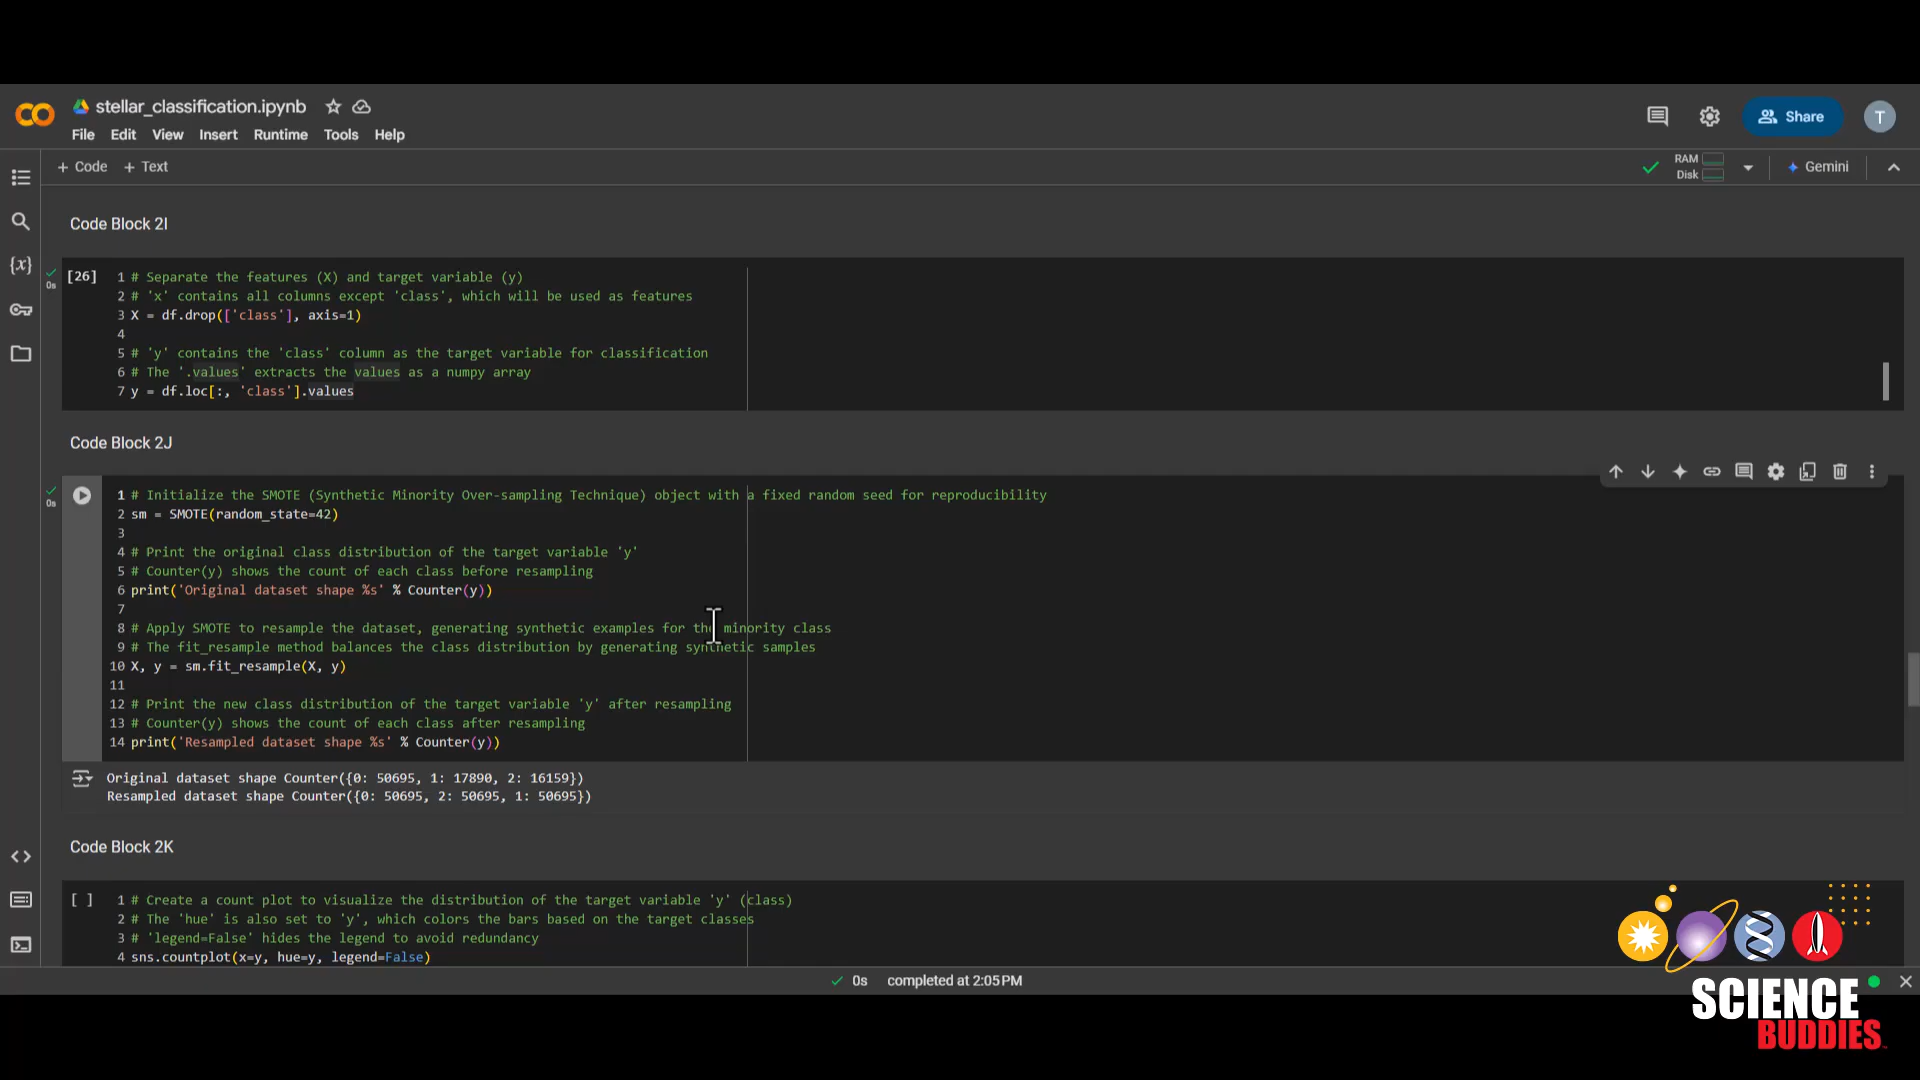 stellar_classification.ipynb
File Edit View Insert Runtime Tools Help
Share
T
+ Code + Text
RAM
Disk
Gemini
Code Block 2I
[26]
0s
1 # Separate the features (X) and target variable (y)
2 # 'x' contains all columns except 'class', which will be used as features
3 X = df.drop(['class'], axis=1)
4
5 # 'y' contains the 'class' column as the target variable for classification
6 # The '.values' extracts the values as a numpy array
7 y = df.loc[:, 'class'].values
Code Block 2J
0s
1 # Initialize the SMOTE (Synthetic Minority Over-sampling Technique) object with a fixed random seed for reproducibility
2 sm = SMOTE(random_state=42)
3
4 # Print the original class distribution of the target variable 'y'
5 # Counter(y) shows the count of each class before resampling
6 print('Original dataset shape %s' % Counter(y))
7
8 # Apply SMOTE to resample the dataset, generating synthetic examples for the minority class
9 # The fit_resample method balances the class distribution by generating synthetic samples
10 X, y = sm.fit_resample(X, y)
11
12 # Print the new class distribution of the target variable 'y' after resampling
13 # Counter(y) shows the count of each class after resampling
14 print('Resampled dataset shape %s' % Counter(y))
Original dataset shape Counter({0: 50695, 1: 17890, 2: 16159})
Resampled dataset shape Counter({0: 50695, 2: 50695, 1: 50695})
Code Block 2K
[ ]
1 # Create a count plot to visualize the distribution of the target variable 'y' (class)
2 # The 'hue' is also set to 'y', which colors the bars based on the target classes
3 # 'legend=False' hides the legend to avoid redundancy
4 sns.countplot(x=y, hue=y, legend=False)
0s completed at 2:05 PM
SCIENCE
BUDDIES